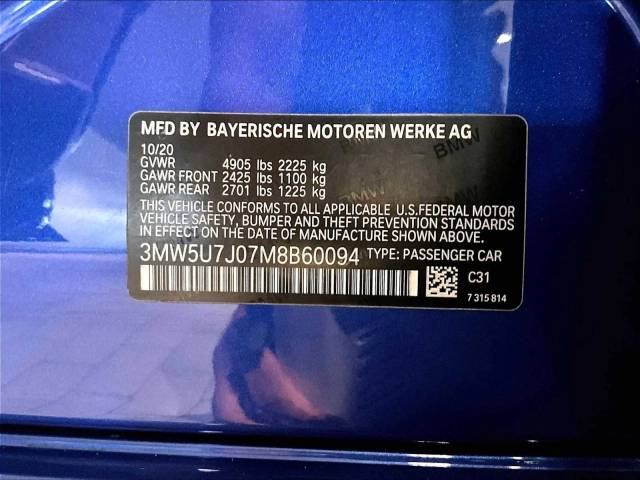 MFD BY BAYERISCHE MOTOREN WERKE AG
10/20
GVWR 4905 lbs 2225 kg
GAWR FRONT 2425 lbs 1100 kg
GAWR REAR 2701 lbs 1225 kg
THIS VEHICLE CONFORMS TO ALL APPLICABLE U.S.FEDERAL MOTOR
VEHICLE SAFETY, BUMPER, AND THEFT PREVENTION STANDARDS
IN EFFECT ON THE DATE OF MANUFACTURE SHOWN ABOVE.
3MW5U7J07M8B60094 TYPE: PASSENGER CAR
C31
7 315 814
BMW
BMW